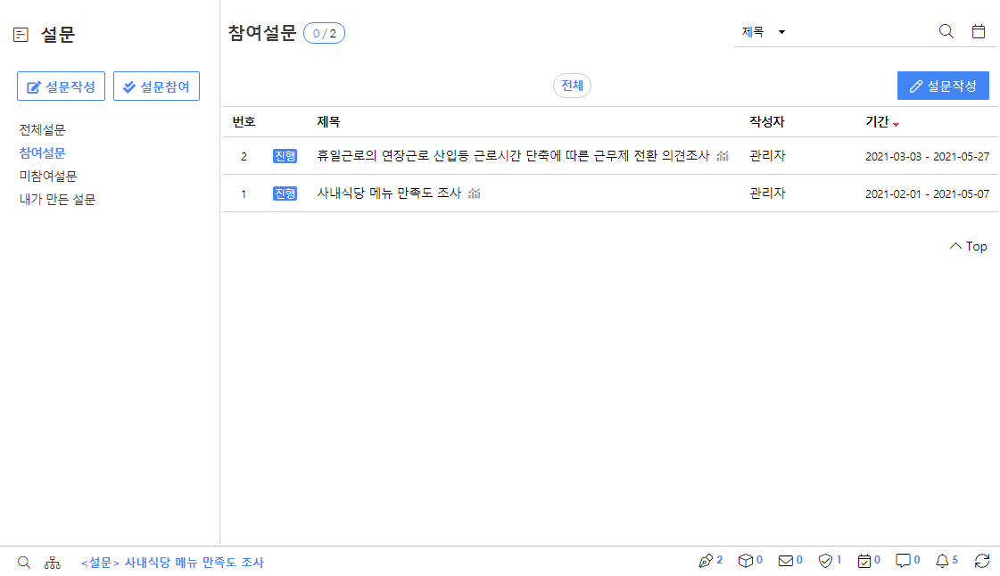 설문
설문작성
설문참여
전체설문
참여설문
미참여설문
내가 만든 설문
참여설문 0 / 2
제목
전체
설문작성
번호 제목 작성자 기간
2 진행 휴일근로의 연장근로 산입등 근로시간 단축에 따른 근무제 전환 의견조사 관리자 2021-03-03 - 2021-05-27
1 진행 사내식당 메뉴 만족도 조사 관리자 2021-02-01 - 2021-05-07
Top
<설문> 사내식당 메뉴 만족도 조사
2 0 0 1 0 0 5